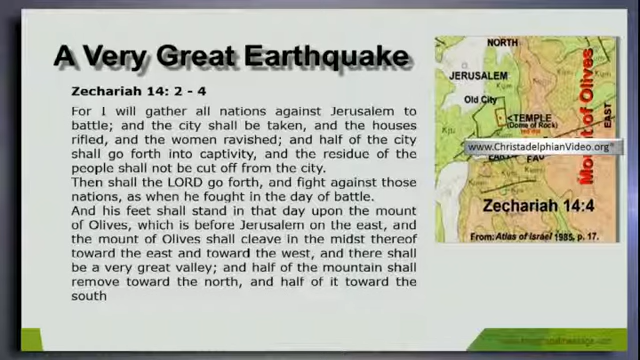 A Very Great Earthquake
Zechariah 14: 2 - 4
For I will gather all nations against Jerusalem to
battle; and the city shall be taken, and the houses
rifled, and the women ravished; and half of the city
shall go forth into captivity, and the residue of the
people shall not be cut off from the city.
Then shall the LORD go forth, and fight against those
nations, as when he fought in the day of battle.
And his feet shall stand in that day upon the mount
of Olives, which is before Jerusalem on the east, and
the mount of Olives shall cleave in the midst thereof
toward the east and toward the west, and there shall
be a very great valley; and half of the mountain shall
remove toward the north, and half of it toward the
south
NORTH
JERUSALEM
Old City
<TEMPLE
(Dome of Rock)
Mount of Olives
EAST
www.ChristadelphianVideo.org
Zechariah 14:4
From: Atlas of Israel 1985, p. 17.